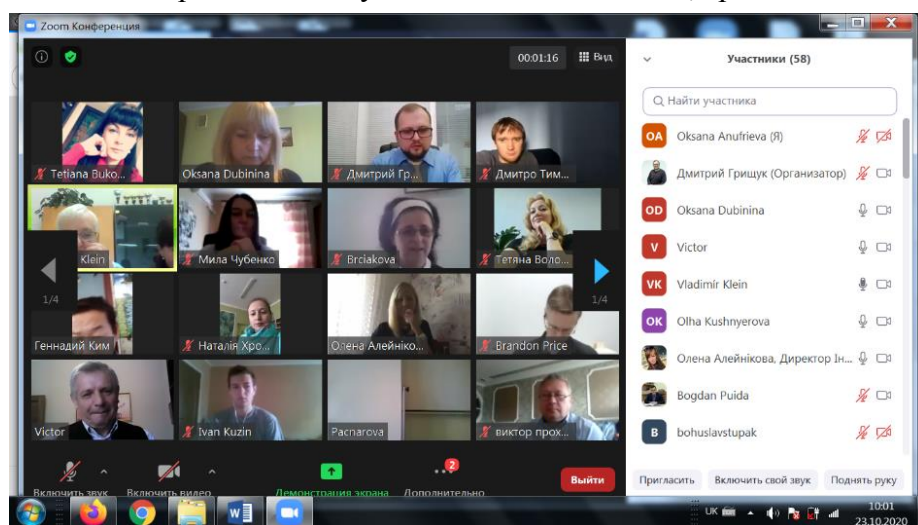 Zoom Конференция
00:01:16 Вид
Tetiana Buko...
Oksana Dubinina
Дмитрий Гр...
Дмитро Тим...
Klein
Мила Чубенко
Brciakova
Тетяна Воло...
1/4
1/4
Геннадий Ким
Наталія Хро...
Олена Алейніко...
Brandon Price
Victor
Ivan Kuzin
Pacnarova
виктор прох...
Включить звук
Включить видео
Демонстрация экрана
Дополнительно
2
Выйти
Участники (58)
Найти участника
OA Oksana Anufrieva (Я)
Дмитрий Грищук (Организатор)
OD Oksana Dubinina
V Victor
VK Vladimír Klein
OK Olha Kushnyerova
Олена Алейнікова, Директор Ін...
Bogdan Puida
B bohuslavstupak
Пригласить
Включить свой звук
Поднять руку
W
UK
10:01
23.10.2020